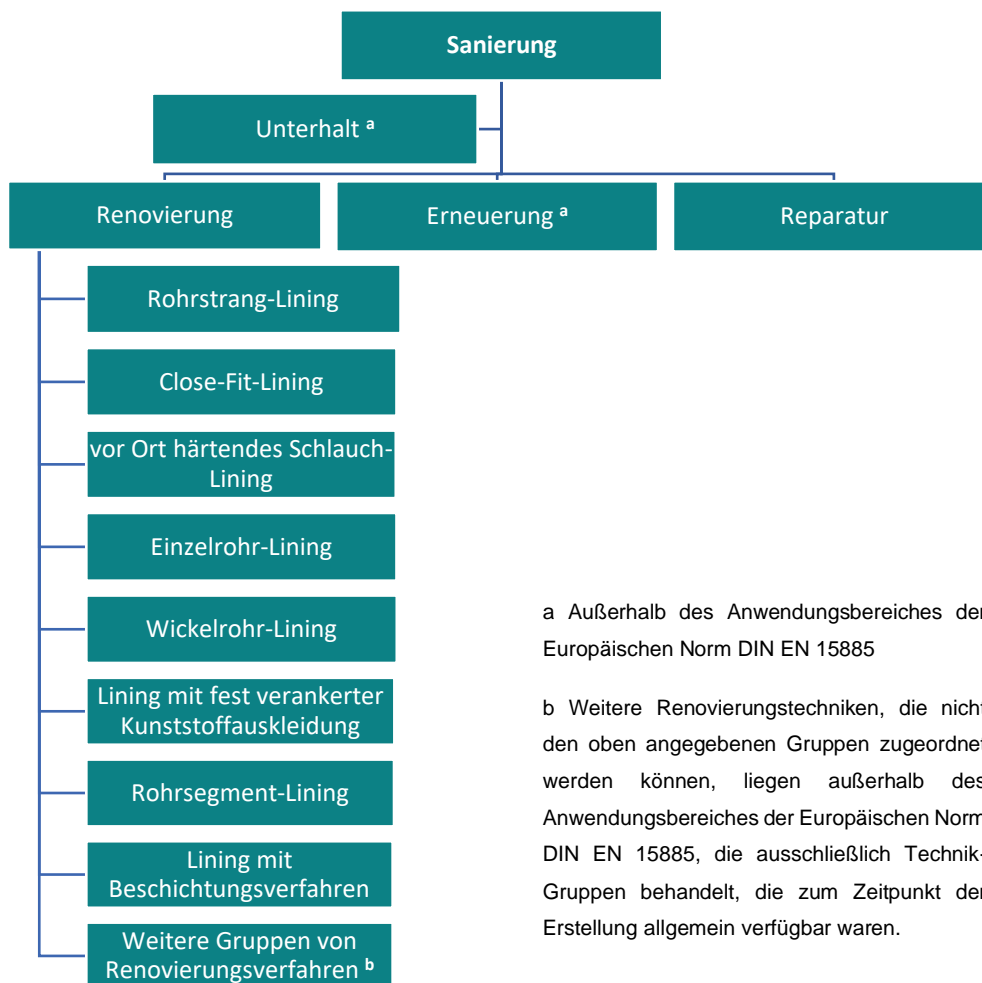 Sanierung
Unterhalt a
Renovierung
Erneuerung a
Reparatur
Rohrstrang-Lining
Close-Fit-Lining
vor Ort härtendes Schlauch-
Lining
Einzelrohr-Lining
Wickelrohr-Lining
Lining mit fest verankerter
Kunststoffauskleidung
Rohrsegment-Lining
Lining mit
Beschichtungsverfahren
Weitere Gruppen von
Renovierungsverfahren b
a Außerhalb des Anwendungsbereiches der
Europäischen Norm DIN EN 15885
b Weitere Renovierungstechniken, die nicht
den oben angegebenen Gruppen zugeordnet
werden können, liegen außerhalb des
Anwendungsbereiches der Europäischen Norm
DIN EN 15885, die ausschließlich Technik-
Gruppen behandelt, die zum Zeitpunkt der
Erstellung allgemein verfügbar waren.